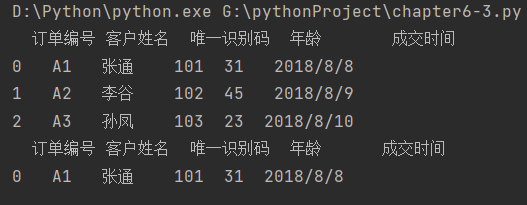 D:\Python\python.exe G:\pythonProject\chapter6-3.py
订单编号 客户姓名 唯一识别码 年龄 成交时间
0 A1 张通 101 31 2018/8/8
1 A2 李谷 102 45 2018/8/9
2 A3 孙凤 103 23 2018/8/10
订单编号 客户姓名 唯一识别码 年龄 成交时间
0 A1 张通 101 31 2018/8/8